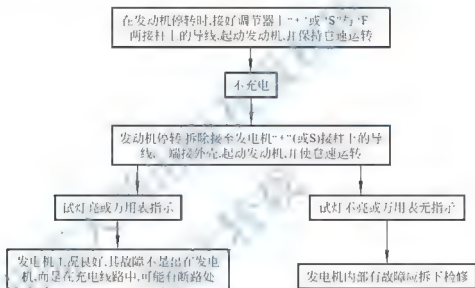 在发动机停转时,接好调节器上"+"或"S"与"F"
两接柱上的导线,起动发动机,并保持怠速运转
不充电
发动机停转,拆除接至发电机"+"(或S)接柱上的导
线,一端接外壳,起动发动机,并使怠速运转
试灯亮或万用表指示
试灯不亮或万用表无指示
发电机工况良好,其故障不是出在发电
机,而是在充电线路中,可能有断路处
发电机内部有故障应拆下检修